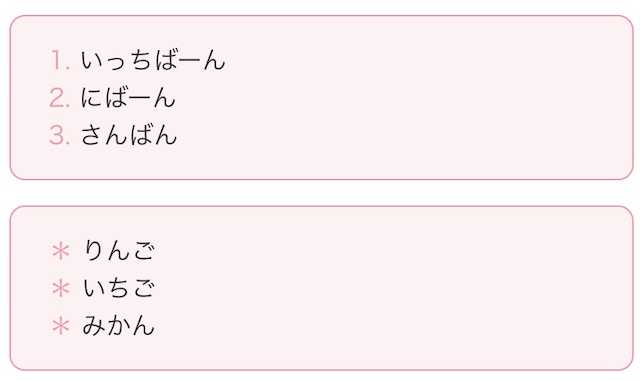 1. いっちばーん
2. にばーん
3. さんばん
＊ りんご
＊ いちご
＊ みかん